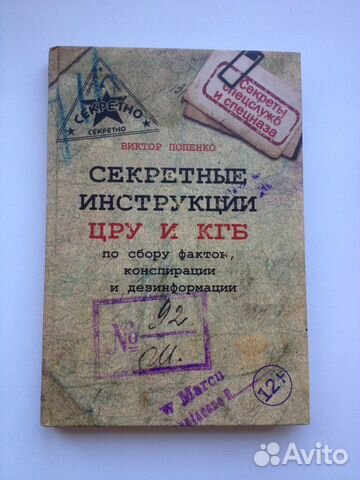 СЕКРЕТНО
СЕКРЕТНО
Секреты
спецслужб
и спецназа
ВИКТОР ПОПЕНКО
СЕКРЕТНЫЕ
ИНСТРУКЦИИ
ЦРУ И КГБ
по сбору фактов,
конспирации
и дезинформации
№ 92
М.
w Marcu
12+
Avito